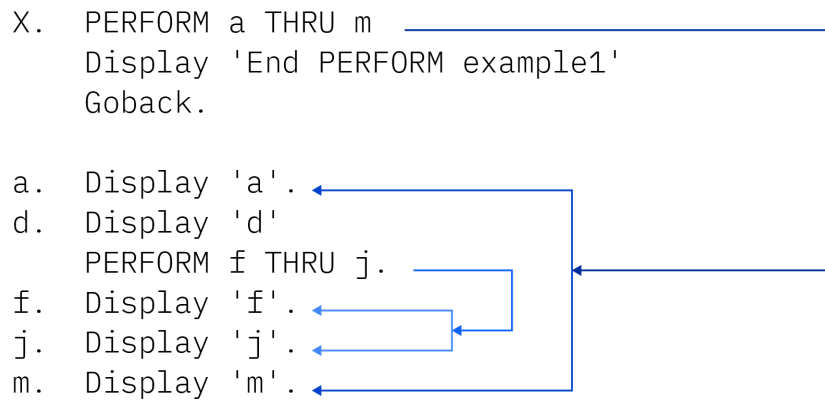 X. PERFORM a THRU m
Display 'End PERFORM example1'
Goback.
a. Display 'a'.
d. Display 'd'
PERFORM f THRU j.
f. Display 'f'.
j. Display 'j'.
m. Display 'm'.